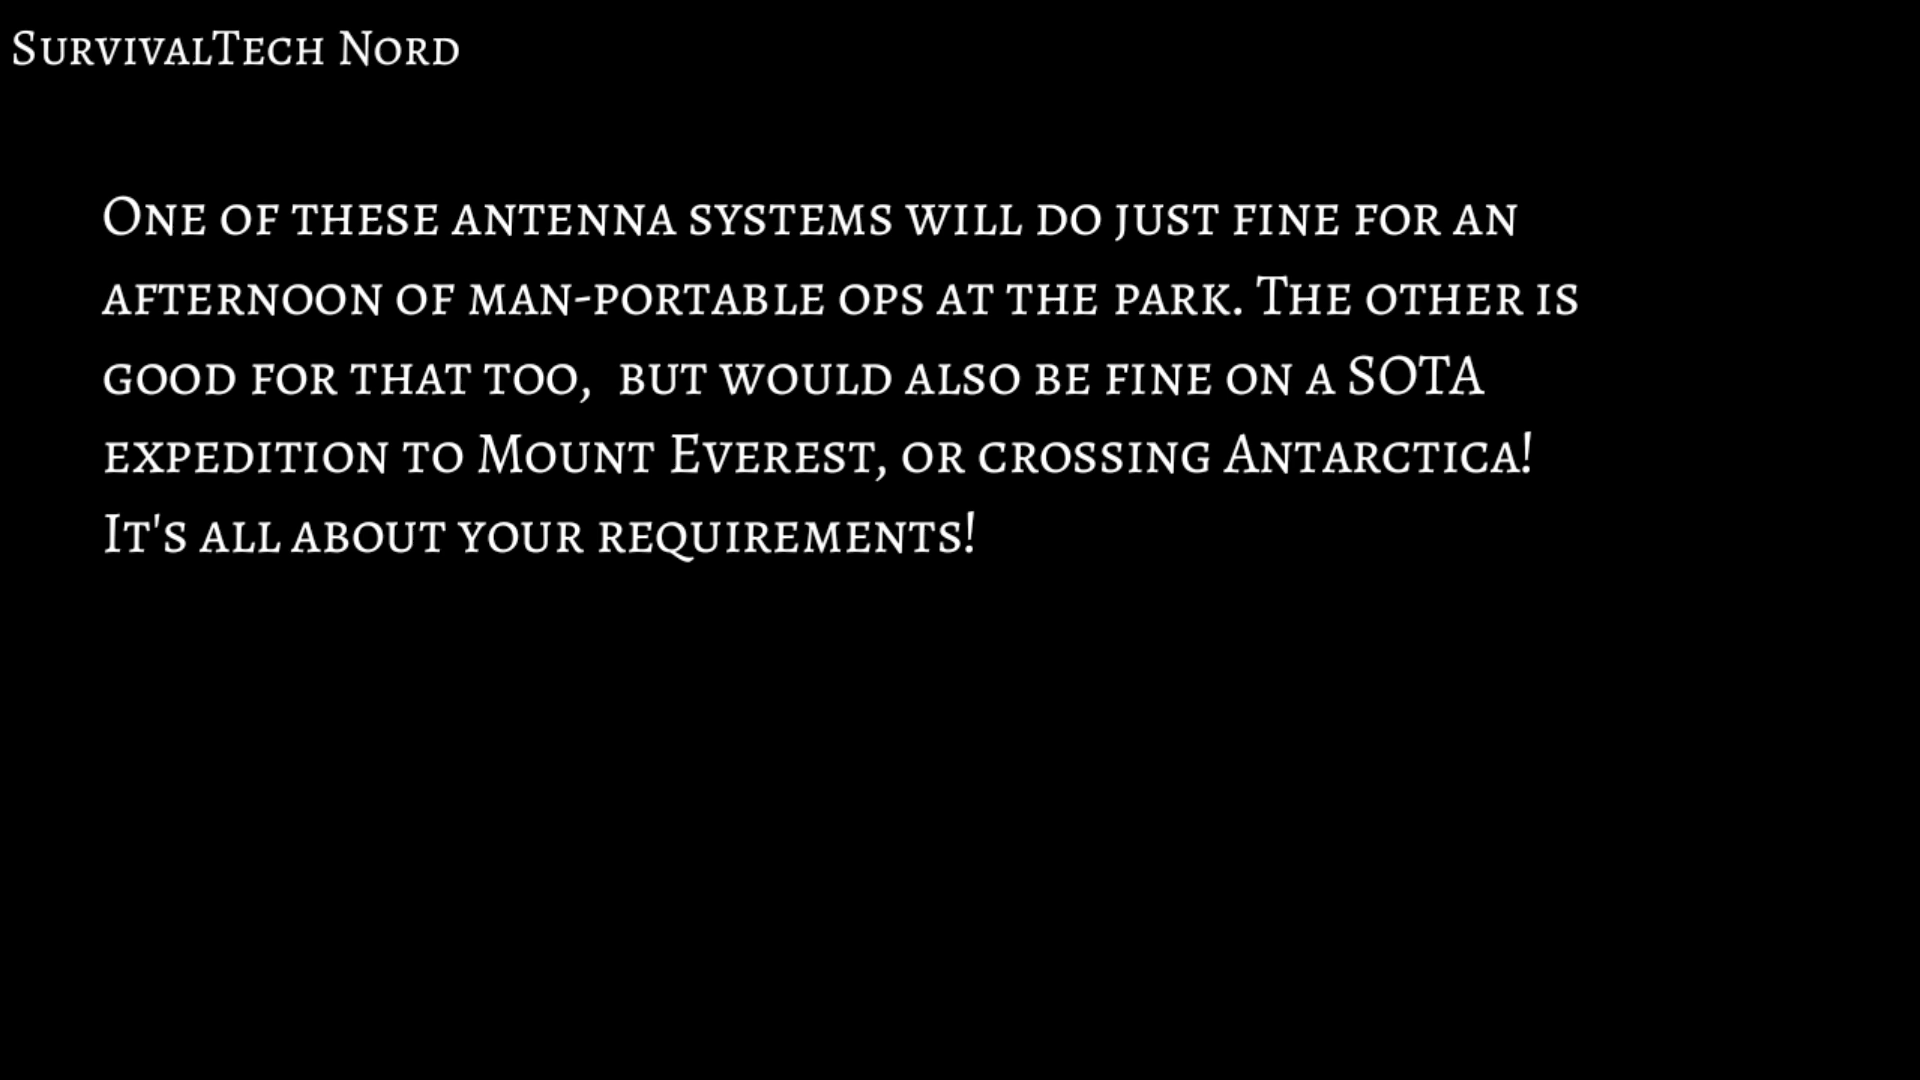 SurvivalTech Nord
One of these antenna systems will do just fine for an
afternoon of man-portable ops at the park. The other is
good for that too,  but would also be fine on a SOTA
expedition to Mount Everest, or crossing Antarctica!
It's all about your requirements!